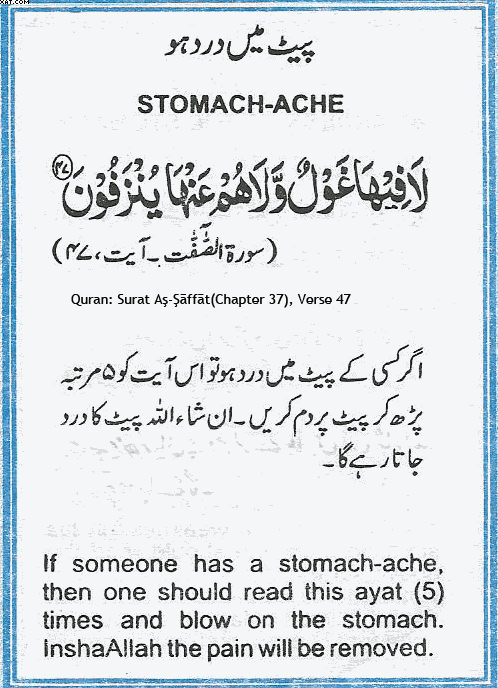 XAT.COM
پیٹ میں درد ہو
STOMACH-ACHE
لَا فِيْهَا غَوْلٌ وَّلَا هُمْ عَنْهَا يُنْزَفُوْنَ ۴۷
(سورۃ الصّٰٓفّٰت ۔ آیت، ۴۷)
Quran: Surat Aṣ-Ṣāffāt(Chapter 37), Verse 47
اگر کسی کے پیٹ میں درد ہو تو اس آیت کو ۵ مرتبہ
پڑھ کر پیٹ پر دم کریں۔ ان شاء اللہ پیٹ کا درد
جاتا رہے گا۔
If someone has a stomach-ache,
then one should read this ayat (5)
times and blow on the stomach.
InshaAllah the pain will be removed.